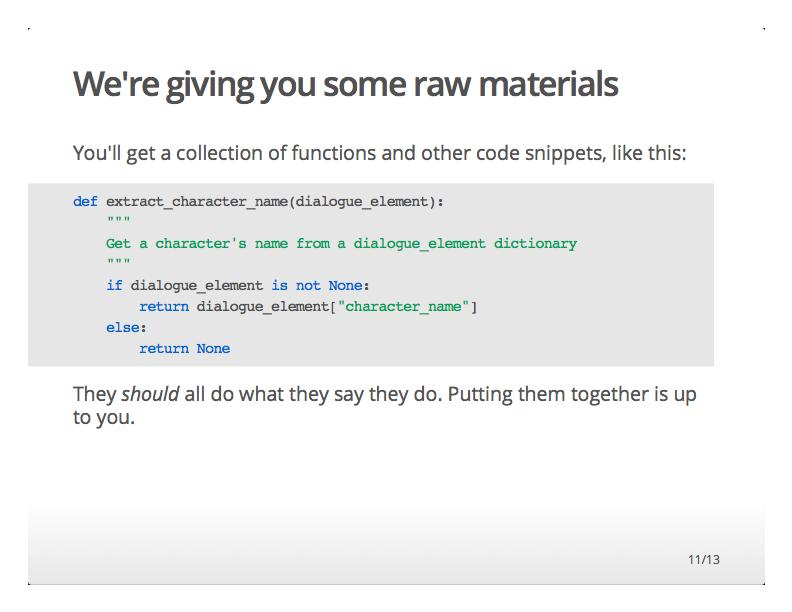 We're giving you some raw materials
You'll get a collection of functions and other code snippets, like this:
def extract_character_name(dialogue_element):
    """
    Get a character's name from a dialogue_element dictionary
    """
    if dialogue_element is not None:
        return dialogue_element["character_name"]
    else:
        return None
They should all do what they say they do. Putting them together is up
to you.
11/13